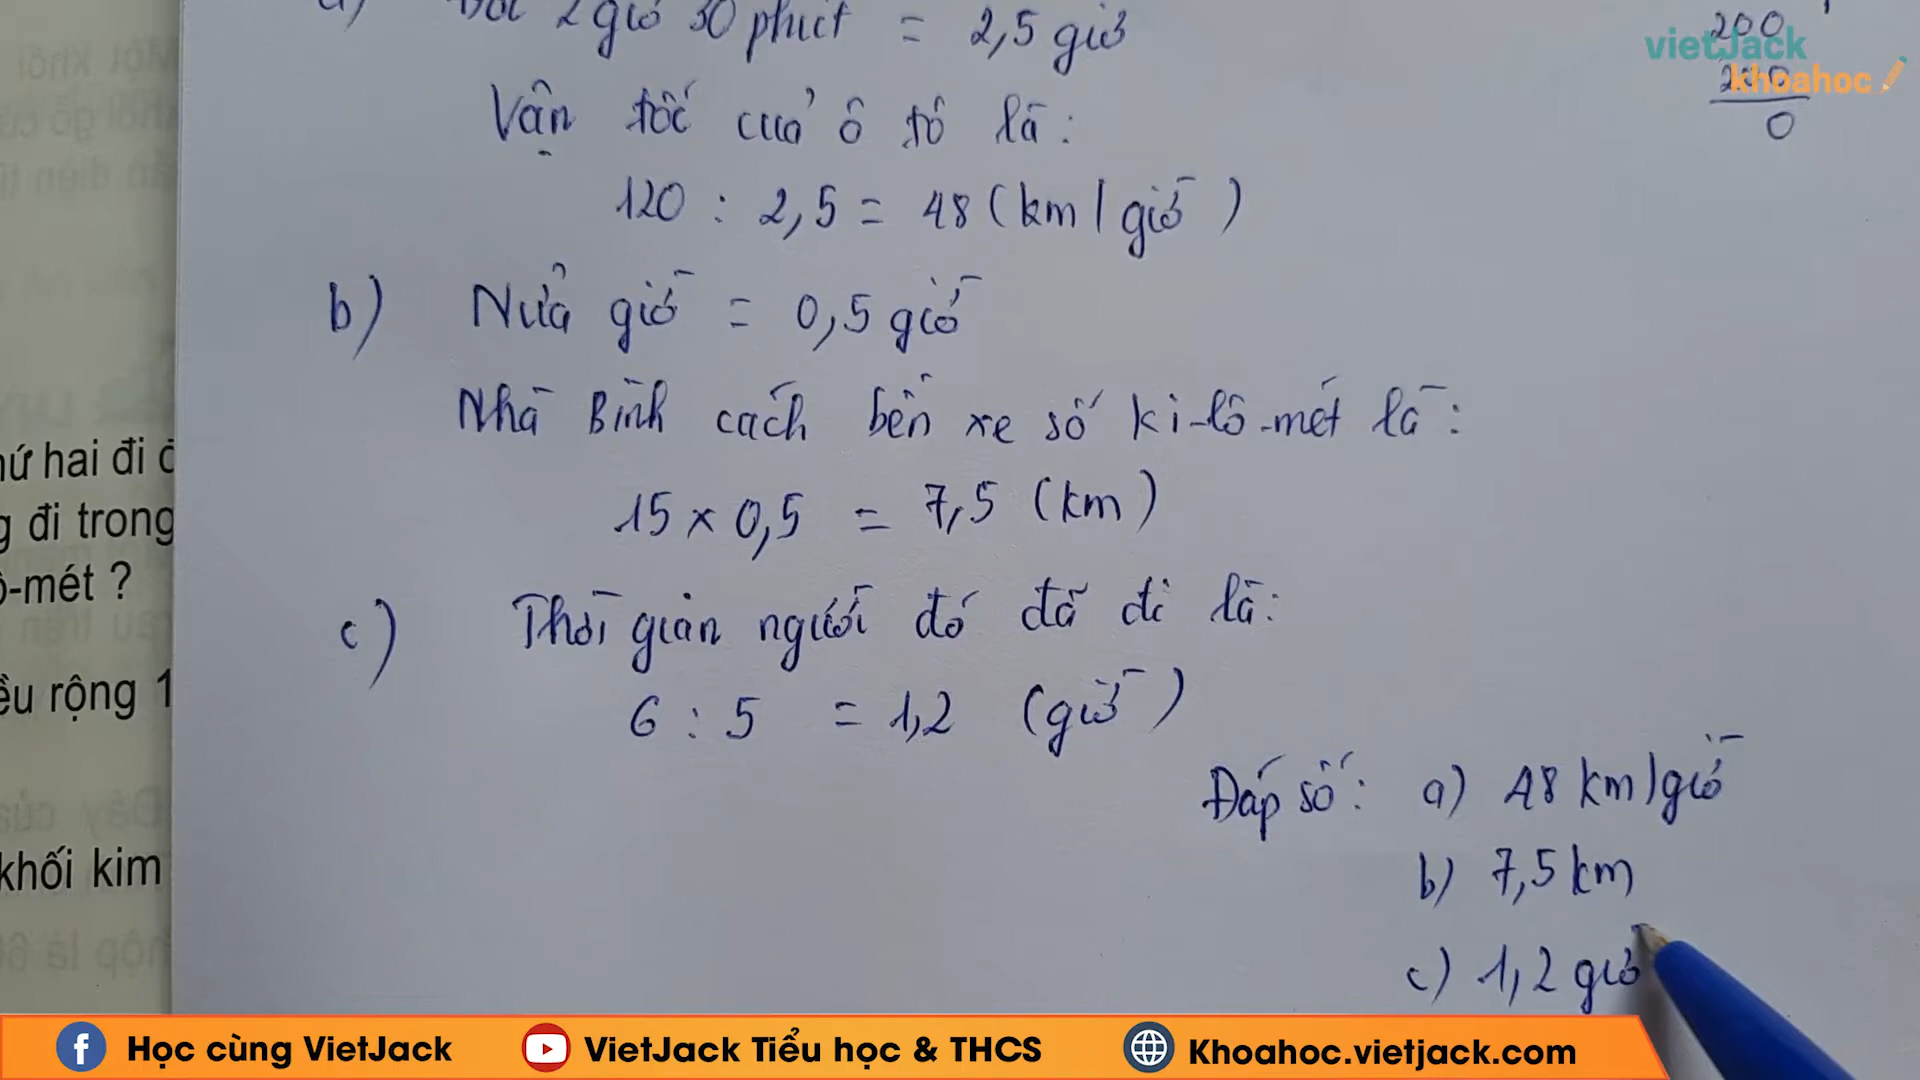 2 giờ 30 phút = 2,5 giờ
Vận tốc của ô tô là:
120 : 2,5 = 48 (km/giờ)
b) Nửa giờ = 0,5 giờ
Nhà Bình cách bến xe số ki-lô-mét là:
15 × 0,5 = 7,5 (km)
c) Thời gian người đó đã đi là:
6 : 5 = 1,2 (giờ)
Đáp số: a) 48 km/giờ
b) 7,5 km
c) 1,2 giờ
200
0
vietJack
khoahoc
hai đi
đi trong
-mét ?
rộng 1
khối kim
Học cùng VietJack
VietJack Tiểu học & THCS
Khoahoc.vietjack.com